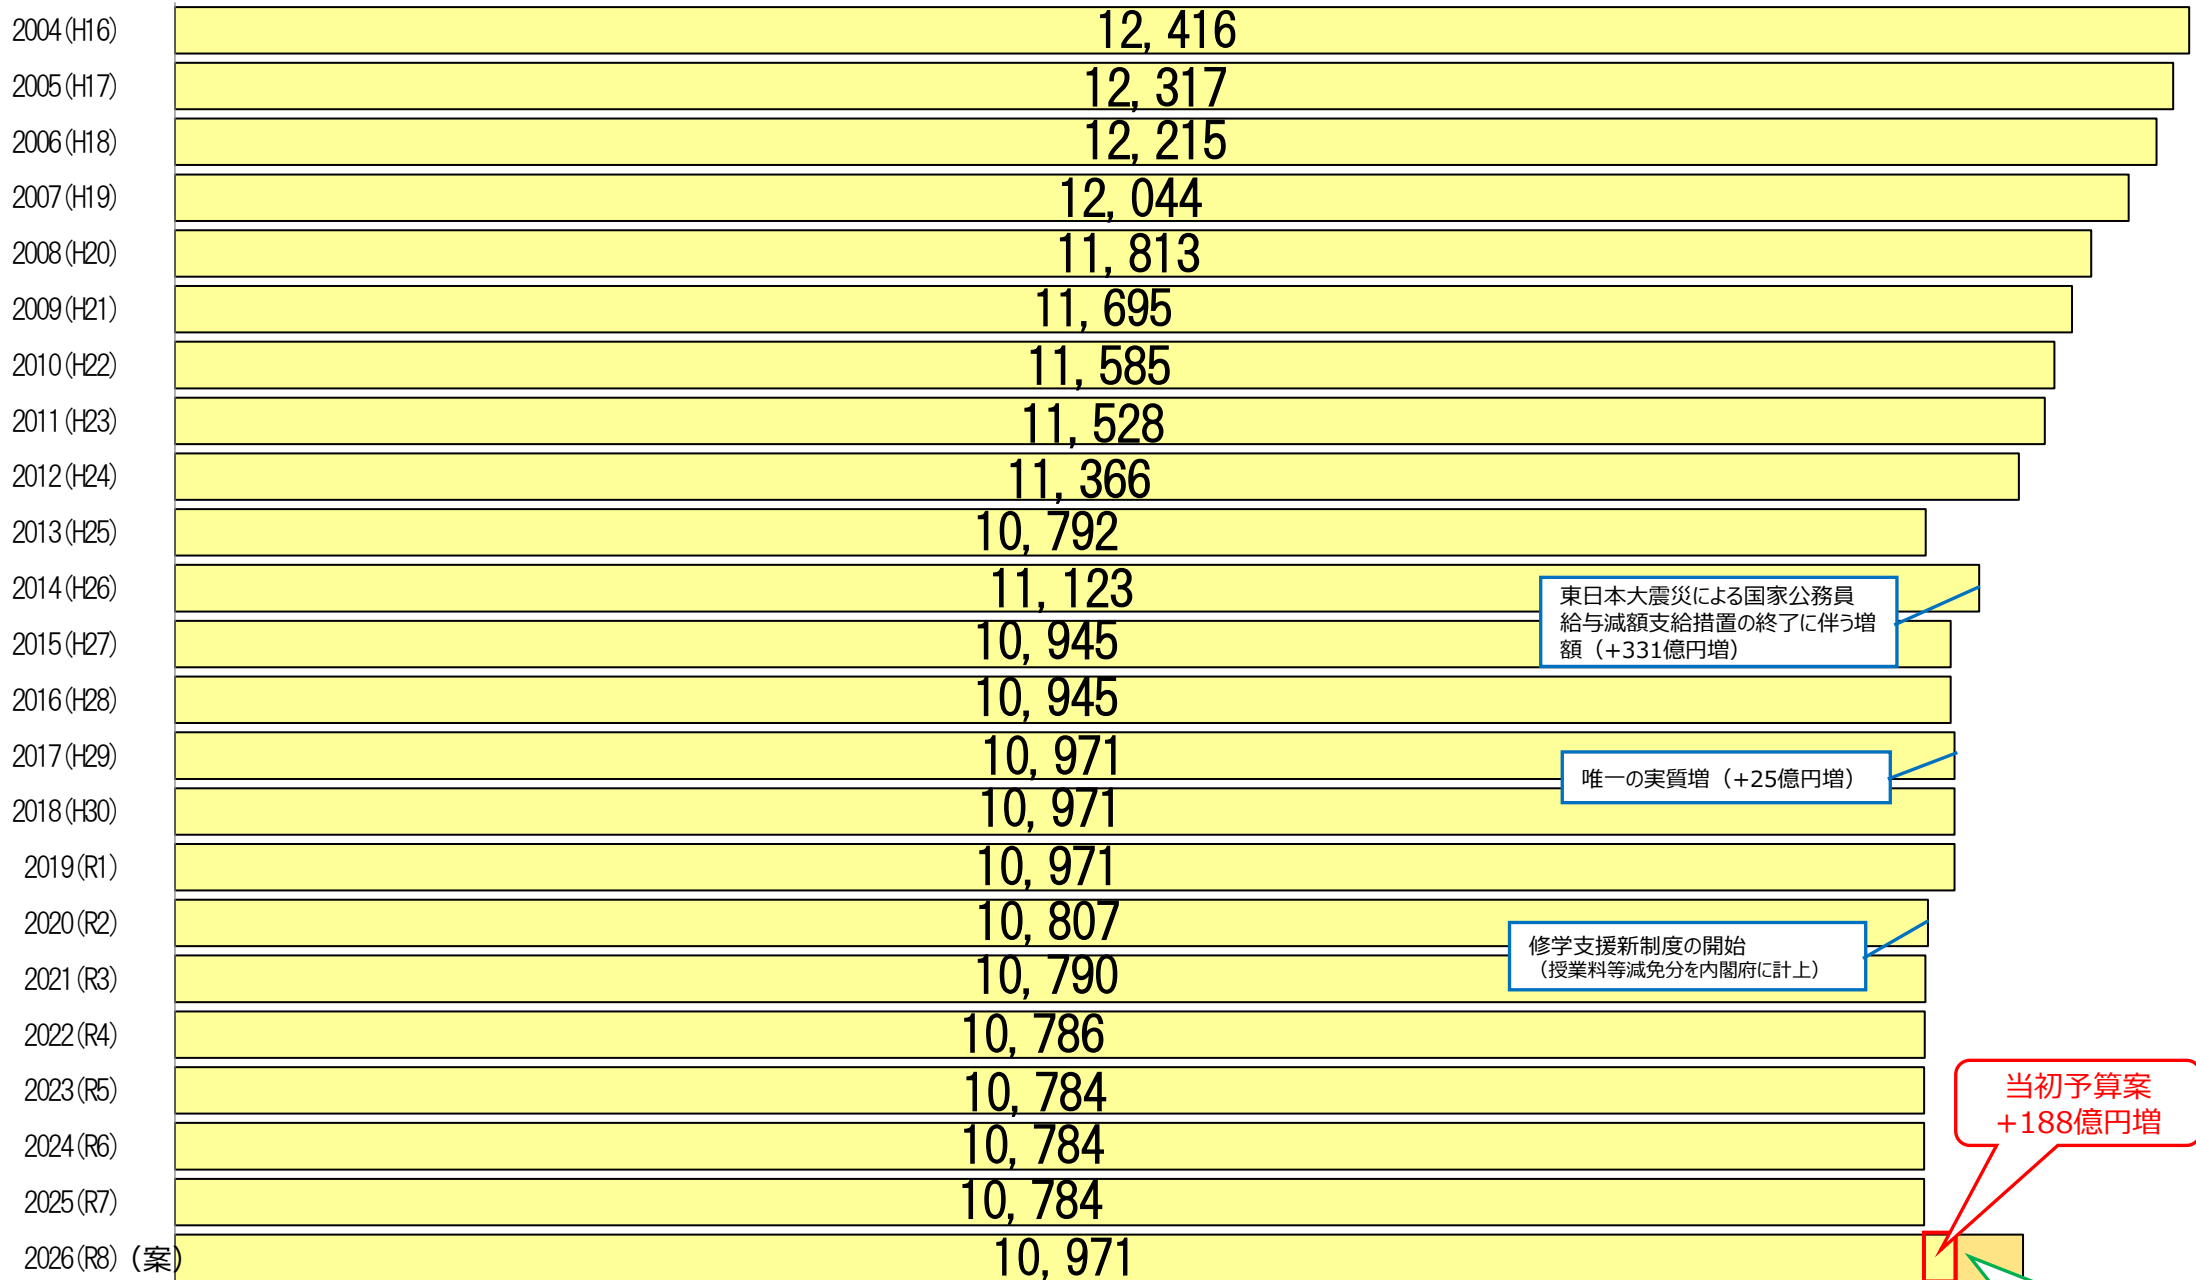 2004(H16) 12,416
2005(H17) 12,317
2006(H18) 12,215
2007(H19) 12,044
2008(H20) 11,813
2009(H21) 11,695
2010(H22) 11,585
2011(H23) 11,528
2012(H24) 11,366
2013(H25) 10,792
2014(H26) 11,123
東日本大震災による国家公務員
給与減額支給措置の終了に伴う増
額（+331億円増）
2015(H27) 10,945
2016(H28) 10,945
2017(H29) 10,971
唯一の実質増（+25億円増）
2018(H30) 10,971
2019(R1) 10,971
2020(R2) 10,807
修学支援新制度の開始
（授業料等減免分を内閣府に計上）
2021(R3) 10,790
2022(R4) 10,786
2023(R5) 10,784
当初予算案
+188億円増
2024(R6) 10,784
2025(R7) 10,784
2026(R8)（案） 10,971